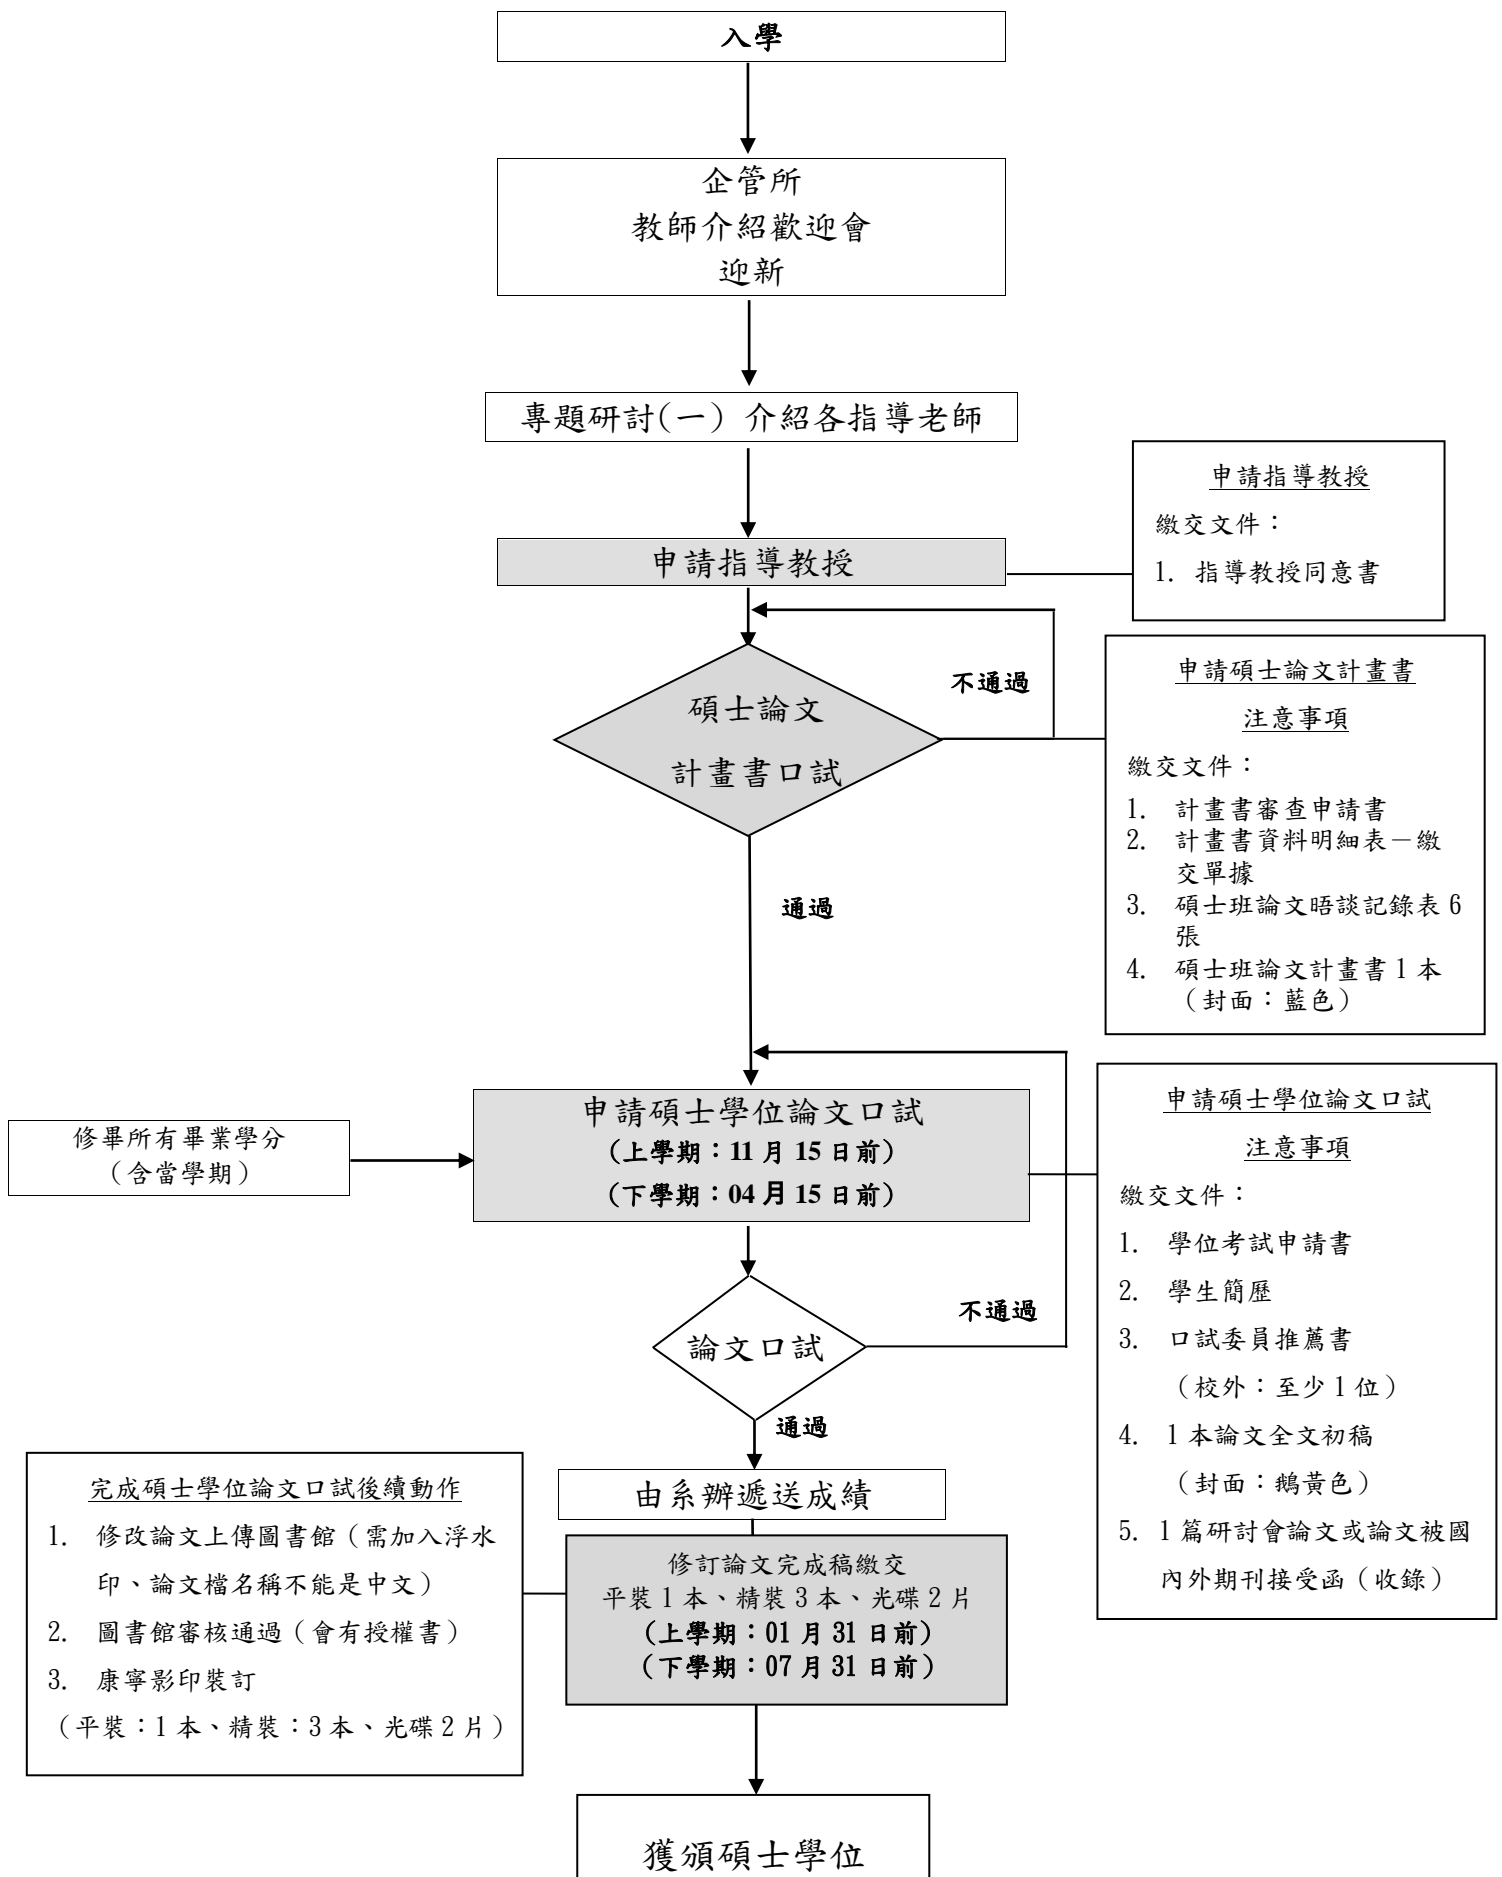 入學
企管所
教師介紹歡迎會
迎新
專題研討(一) 介紹各指導老師
申請指導教授
申請指導教授
繳交文件：
1. 指導教授同意書
碩士論文
計畫書口試
不通過
通過
申請碩士論文計畫書
注意事項
繳交文件：
1. 計畫書審查申請書
2. 計畫書資料明細表－繳
交單據
3. 碩士班論文晤談記錄表 6
張
4. 碩士班論文計畫書 1 本
（封面：藍色）
修畢所有畢業學分
（含當學期）
申請碩士學位論文口試
（上學期：11 月 15 日前）
（下學期：04 月 15 日前）
申請碩士學位論文口試
注意事項
繳交文件：
1. 學位考試申請書
2. 學生簡歷
3. 口試委員推薦書
（校外：至少 1 位）
4. 1 本論文全文初稿
（封面：鵝黃色）
5. 1 篇研討會論文或論文被國
內外期刊接受函（收錄）
論文口試
不通過
通過
由系辦遞送成績
修訂論文完成稿繳交
平裝 1 本、精裝 3 本、光碟 2 片
（上學期：01 月 31 日前）
（下學期：07 月 31 日前）
完成碩士學位論文口試後續動作
1. 修改論文上傳圖書館（需加入浮水
印、論文檔名稱不能是中文）
2. 圖書館審核通過（會有授權書）
3. 康寧影印裝訂
（平裝：1 本、精裝：3 本、光碟 2 片）
獲頒碩士學位